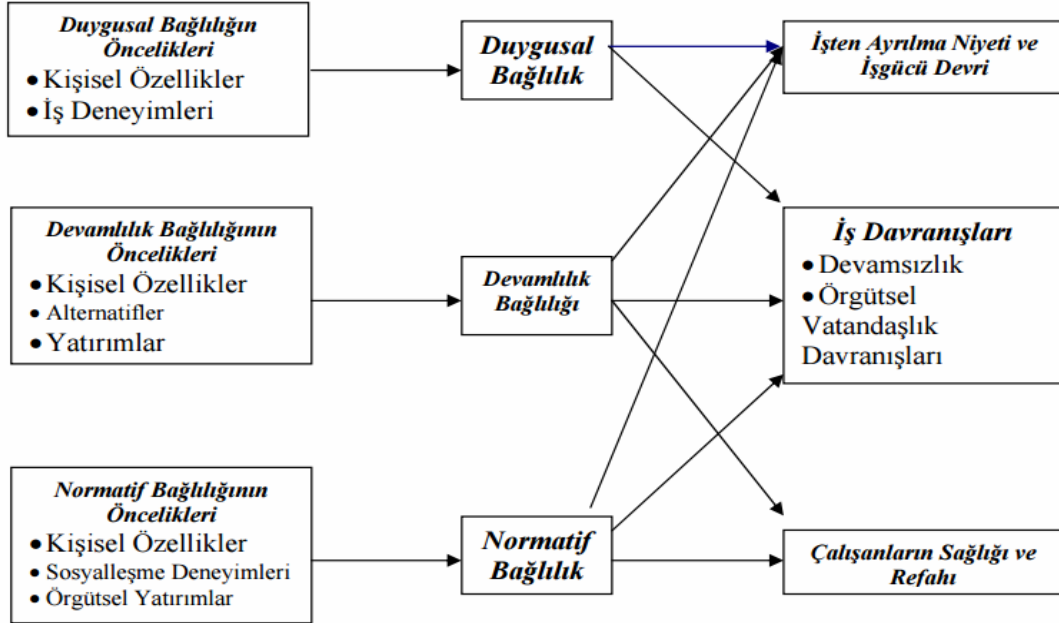 Duygusal Bağlılığın
Öncelikleri
• Kişisel Özellikler
• İş Deneyimleri
Duygusal
Bağlılık
İşten Ayrılma Niyeti ve
İşgücü Devri
Devamlılık Bağlılığının
Öncelikleri
• Kişisel Özellikler
• Alternatifler
• Yatırımlar
Devamlılık
Bağlılığı
İş Davranışları
• Devamsızlık
• Örgütsel
Vatandaşlık
Davranışları
Normatif Bağlılığının
Öncelikleri
• Kişisel Özellikler
• Sosyalleşme Deneyimleri
• Örgütsel Yatırımlar
Normatif
Bağlılık
Çalışanların Sağlığı ve
Refahı